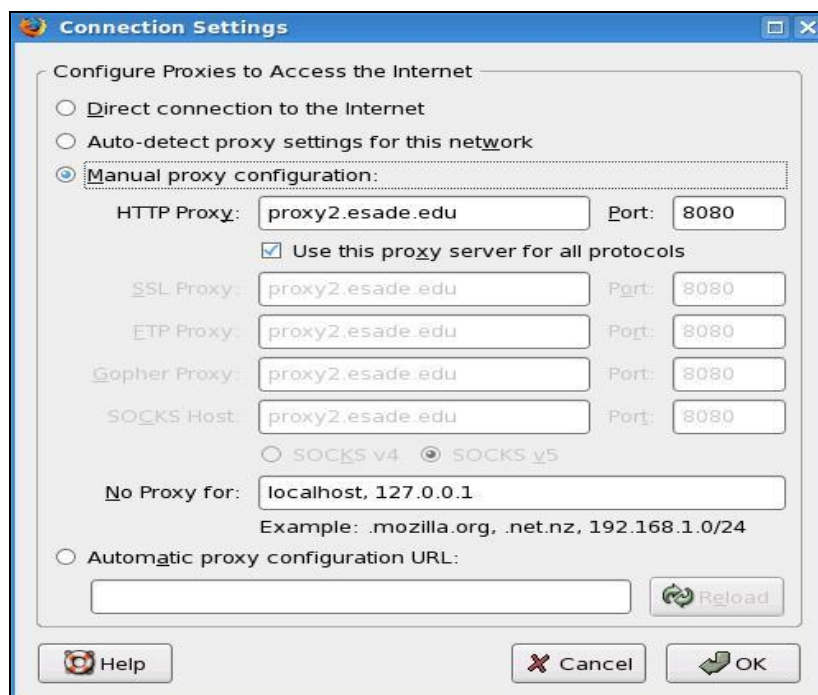 Connection Settings
Configure Proxies to Access the Internet
Direct connection to the Internet
Auto-detect proxy settings for this network
Manual proxy configuration:
HTTP Proxy: proxy2.esade.edu Port: 8080
Use this proxy server for all protocols
SSL Proxy: proxy2.esade.edu Port: 8080
FTP Proxy: proxy2.esade.edu Port: 8080
Gopher Proxy: proxy2.esade.edu Port: 8080
SOCKS Host: proxy2.esade.edu Port: 8080
SOCKS v4 SOCKS v5
No Proxy for: localhost, 127.0.0.1
Example: .mozilla.org, .net.nz, 192.168.1.0/24
Automatic proxy configuration URL:
Reload
Help Cancel OK